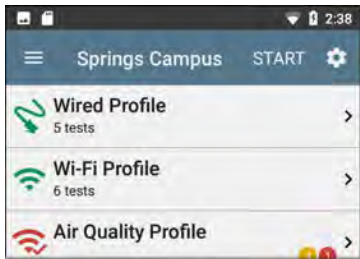 2:38
Springs Campus START
Wired Profile
5 tests
Wi-Fi Profile
6 tests
Air Quality Profile